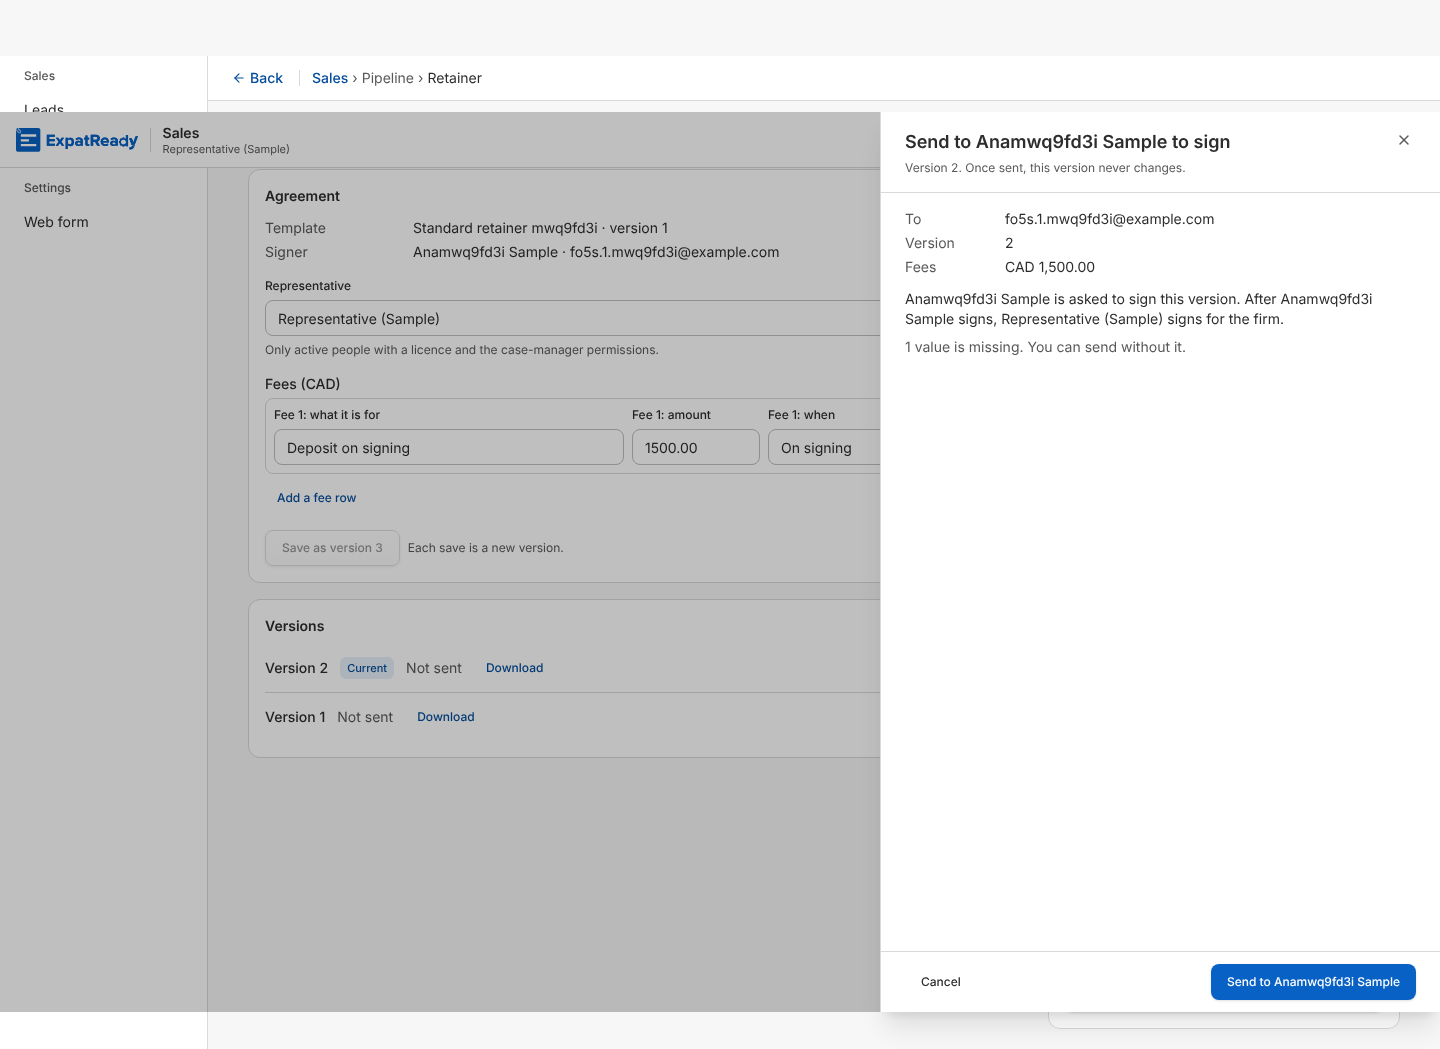 Sales
← Back
Sales › Pipeline › Retainer
Leads
ExpatReady
Sales
Representative (Sample)
Settings
Web form
Agreement
Template
Standard retainer mwq9fd3i · version 1
Signer
Anamwq9fd3i Sample · fo5s.1.mwq9fd3i@example.com
Representative
Representative (Sample)
Only active people with a licence and the case-manager permissions.
Fees (CAD)
Fee 1: what it is for
Fee 1: amount
Fee 1: when
Deposit on signing
1500.00
On signing
Add a fee row
Save as version 3
Each save is a new version.
Versions
Version 2
Current
Not sent
Download
Version 1
Not sent
Download
Send to Anamwq9fd3i Sample to sign
Version 2. Once sent, this version never changes.
To
fo5s.1.mwq9fd3i@example.com
Version
2
Fees
CAD 1,500.00
Anamwq9fd3i Sample is asked to sign this version. After Anamwq9fd3i
Sample signs, Representative (Sample) signs for the firm.
1 value is missing. You can send without it.
Cancel
Send to Anamwq9fd3i Sample